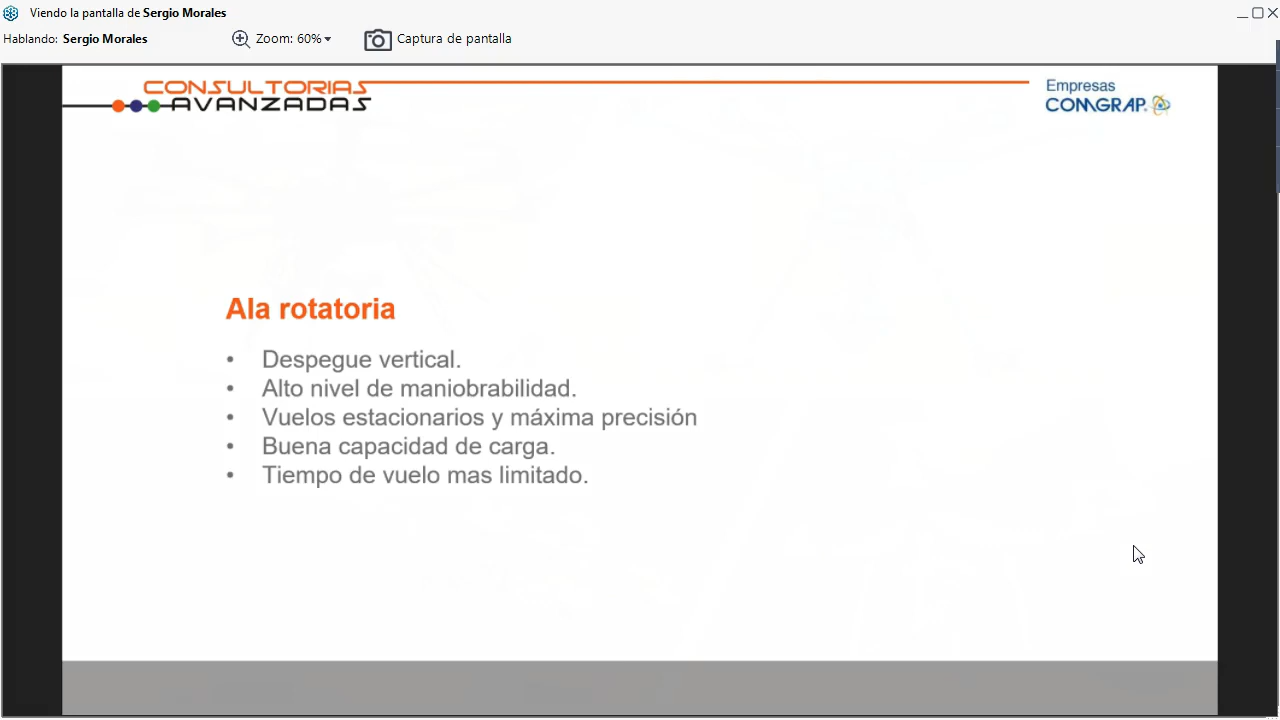 Viendo la pantalla de Sergio Morales
Hablando: Sergio Morales
Zoom: 60%
Captura de pantalla
CONSULTORIAS
AVANZADAS
Empresas
COMGRAP
Ala rotatoria
• Despegue vertical.
• Alto nivel de maniobrabilidad.
• Vuelos estacionarios y máxima precisión
• Buena capacidad de carga.
• Tiempo de vuelo mas limitado.